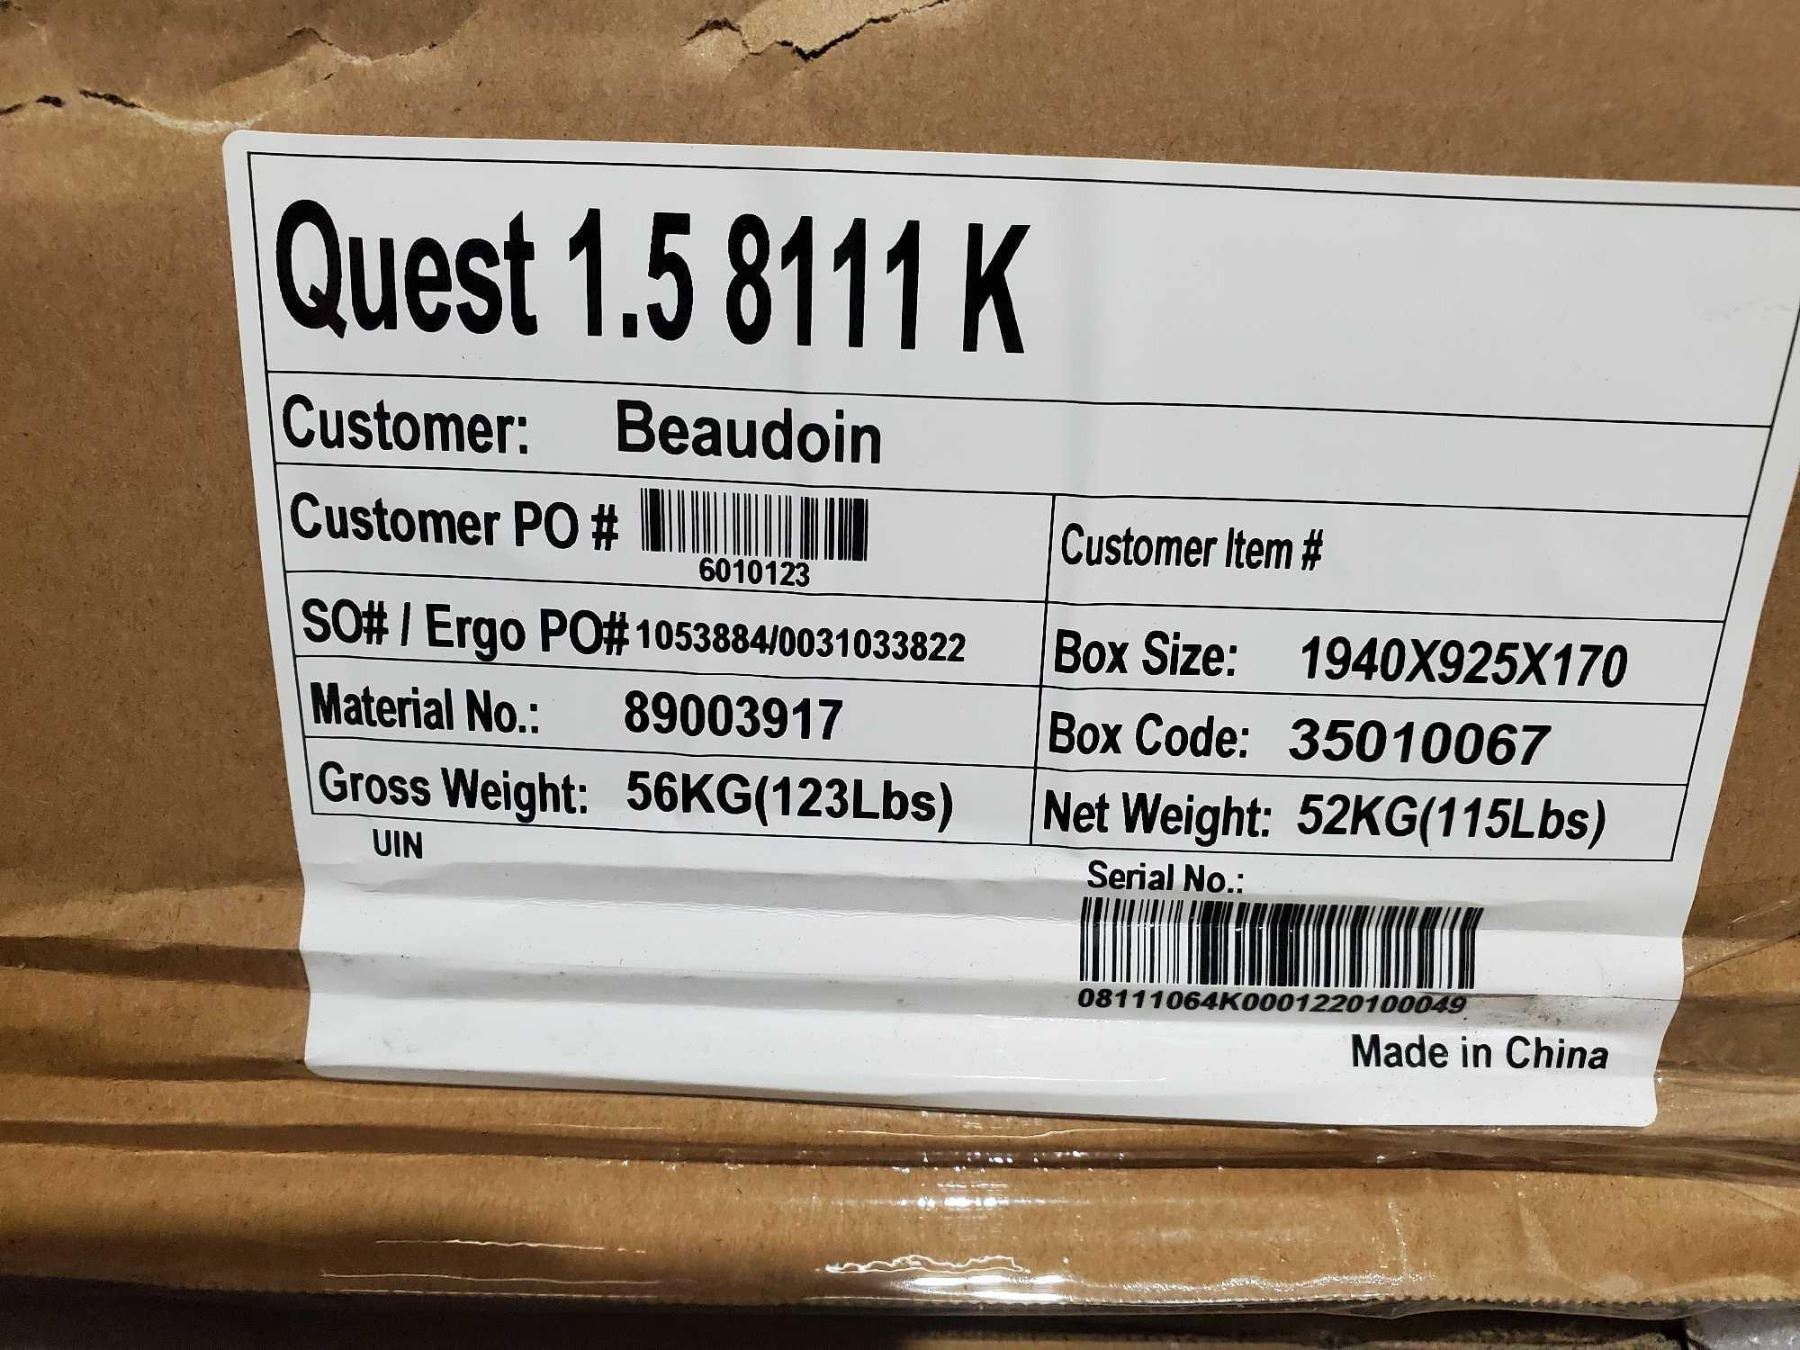 Quest 1.5 8111 K
Customer: Beaudoin
Customer PO #
6010123
Customer Item #
SO# / Ergo PO# 1053884/0031033822
Box Size: 1940X925X170
Material No.: 89003917
Box Code: 35010067
Gross Weight: 56KG(123Lbs)
Net Weight: 52KG(115Lbs)
UIN
Serial No.:
08111064K0001220100049
Made in China